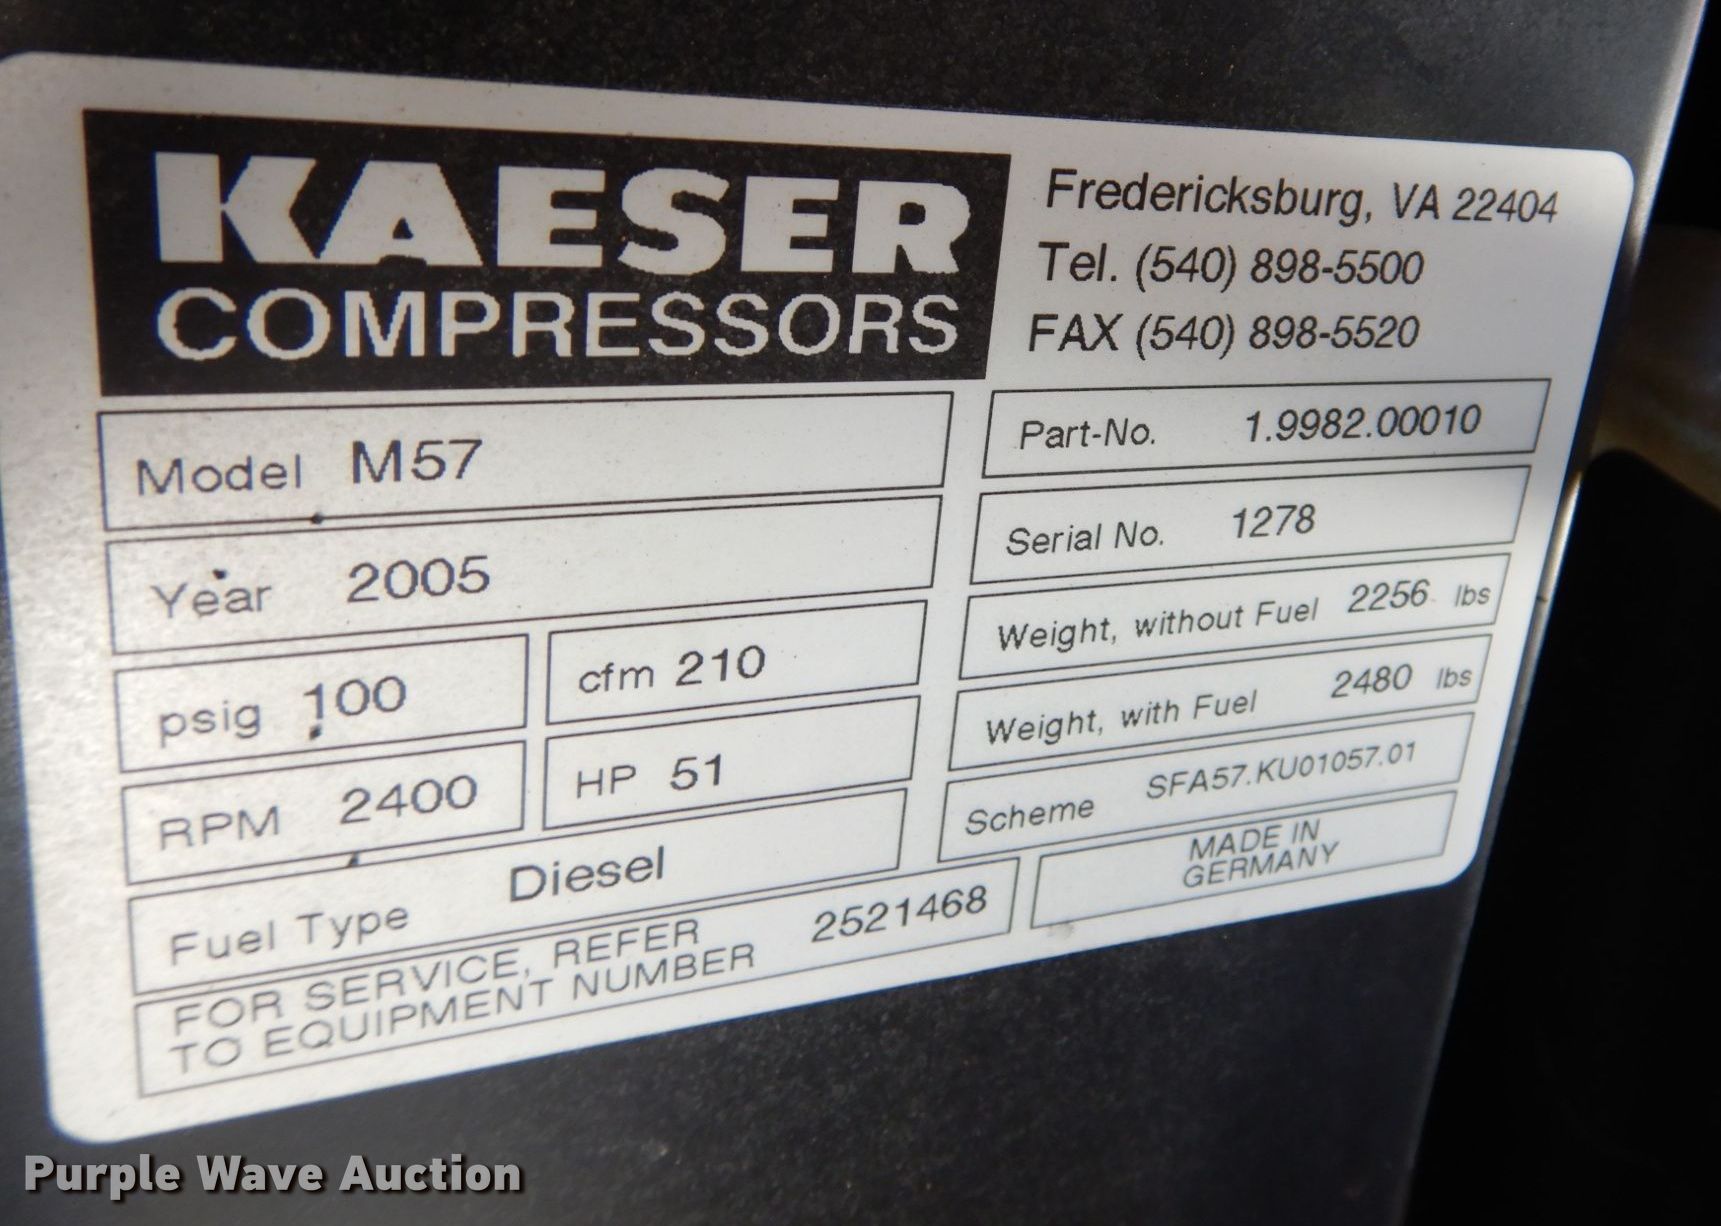 KAESER
COMPRESSORS
Fredericksburg, VA 22404
Tel. (540) 898-5500
FAX (540) 898-5520
Model M57
Year 2005
psig 100
cfm 210
RPM 2400
HP 51
Fuel Type Diesel
FOR SERVICE, REFER
TO EQUIPMENT NUMBER 2521468
Part-No. 1.9982.00010
Serial No. 1278
Weight, without Fuel 2256 lbs
Weight, with Fuel 2480 lbs
Scheme SFA57.KU01057.01
MADE IN
GERMANY
Purple Wave Auction